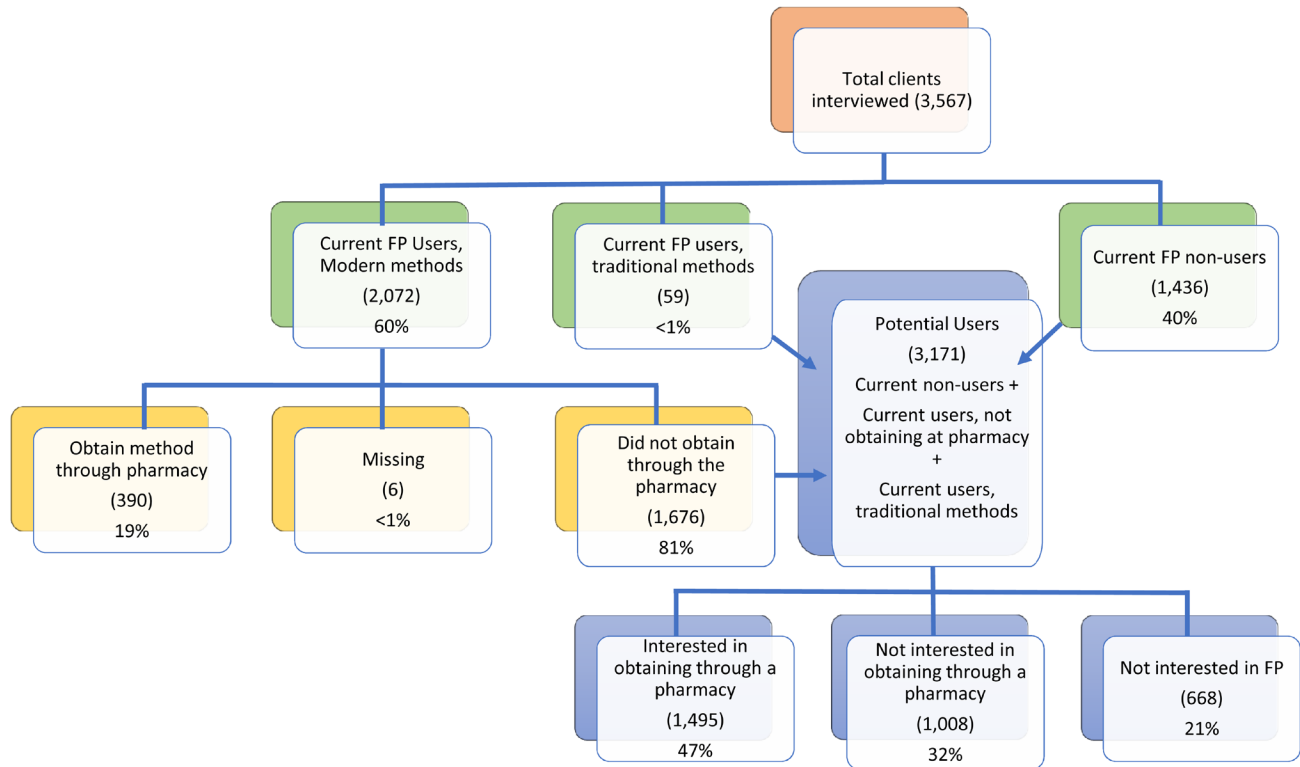 Total clients
interviewed (3,567)
Current FP Users,
Modern methods
(2,072)
60%
Current FP users,
traditional methods
(59)
<1%
Current FP non-users
(1,436)
40%
Potential Users
(3,171)
Current non-users +
Current users, not
obtaining at pharmacy
+
Current users,
traditional methods
Obtain method
through pharmacy
(390)
19%
Missing
(6)
<1%
Did not obtain
through the
pharmacy
(1,676)
81%
Interested in
obtaining through a
pharmacy
(1,495)
47%
Not interested in
obtaining through a
pharmacy
(1,008)
32%
Not interested in FP
(668)
21%